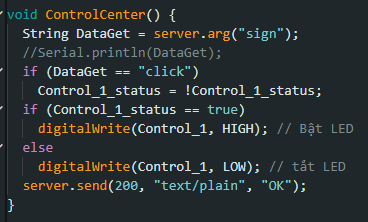 void ControlCenter() {
  String DataGet = server.arg("sign");
  //Serial.println(DataGet);
  if (DataGet == "click")
    Control_1_status = !Control_1_status;
  if (Control_1_status == true)
    digitalWrite(Control_1, HIGH); // Bật LED
  else
    digitalWrite(Control_1, LOW); // tắt LED
  server.send(200, "text/plain", "OK");
}